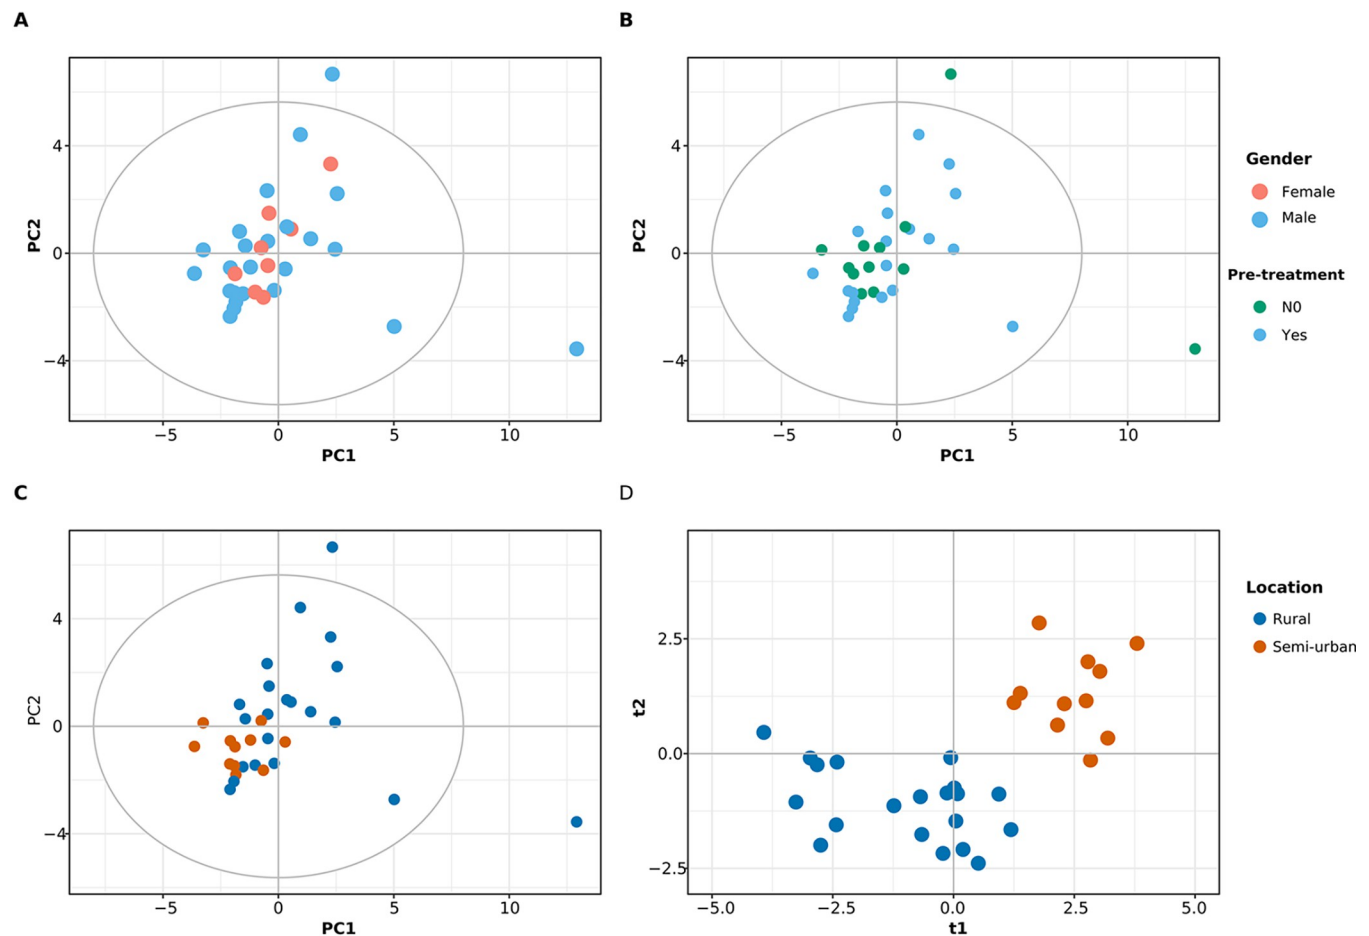 A
B
PC2
4
0
−4
−5
0
5
10
PC1
PC2
4
0
−4
−5
0
5
10
PC1
Gender
Female
Male
Pre-treatment
N0
Yes
C
D
PC2
4
0
−4
−5
0
5
10
PC1
t2
2.5
0.0
−2.5
−5.0
−2.5
0.0
2.5
5.0
t1
Location
Rural
Semi-urban